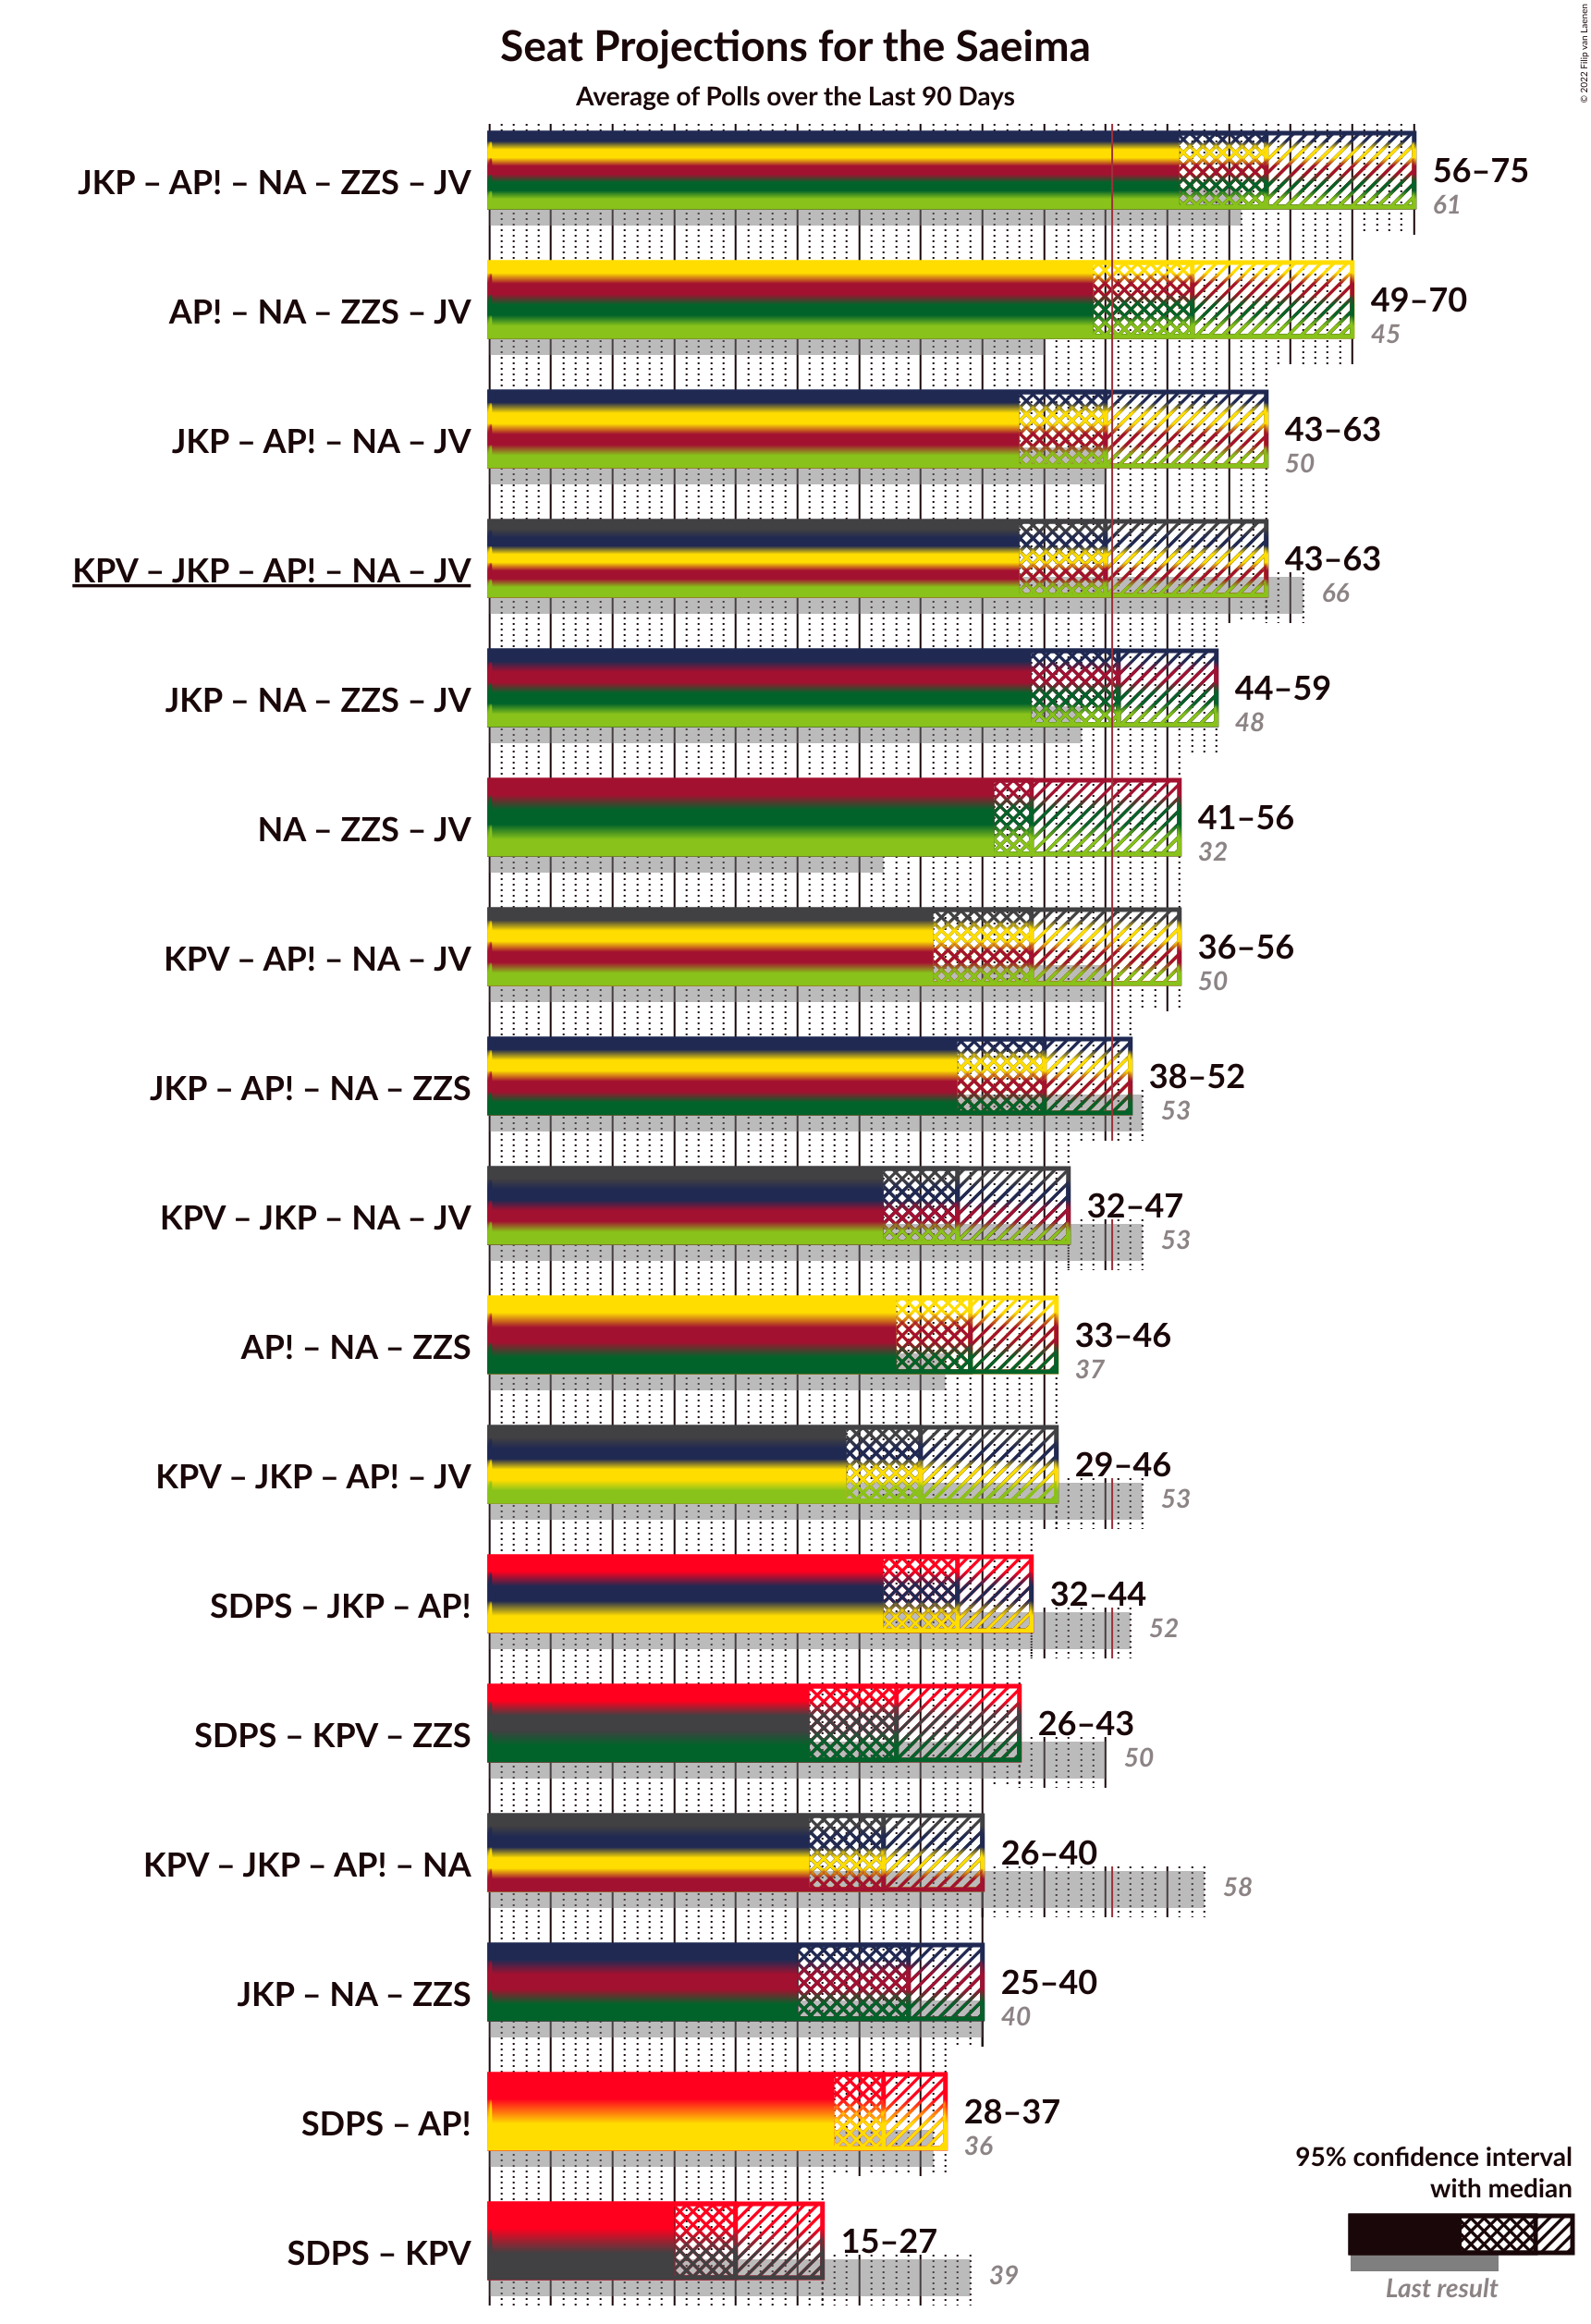 © 2022 Filip van Laenen
Seat Projections for the Saeima
Average of Polls over the Last 90 Days
JKP – AP! – NA – ZZS – JV
56–75
61
AP! – NA – ZZS – JV
49–70
45
JKP – AP! – NA – JV
43–63
50
KPV – JKP – AP! – NA – JV
43–63
66
JKP – NA – ZZS – JV
44–59
48
NA – ZZS – JV
41–56
32
KPV – AP! – NA – JV
36–56
50
JKP – AP! – NA – ZZS
38–52
53
KPV – JKP – NA – JV
32–47
53
AP! – NA – ZZS
33–46
37
KPV – JKP – AP! – JV
29–46
53
SDPS – JKP – AP!
32–44
52
SDPS – KPV – ZZS
26–43
50
KPV – JKP – AP! – NA
26–40
58
JKP – NA – ZZS
25–40
40
SDPS – AP!
28–37
36
SDPS – KPV
15–27
39
95% confidence interval
with median
Last result